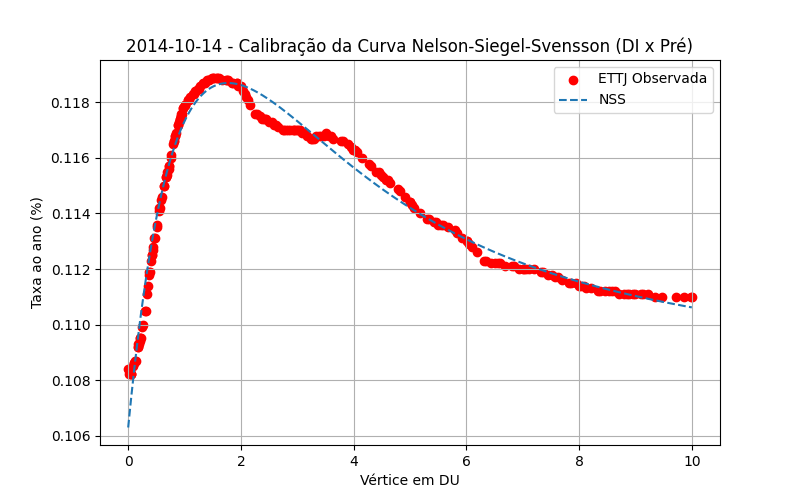 2014-10-14 - Calibração da Curva Nelson-Siegel-Svensson (DI x Pré)
ETTJ Observada
NSS
Taxa ao ano (%)
0.118
0.116
0.114
0.112
0.110
0.108
0.106
0 2 4 6 8 10
Vértice em DU